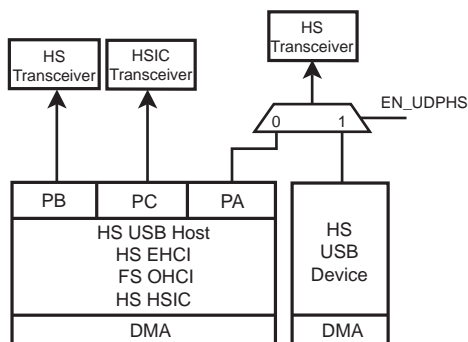 HS
Transceiver
HSIC
Transceiver
HS
Transceiver
EN_UDPHS
0
1
PB
PC
PA
HS USB Host
HS EHCI
FS OHCI
HS HSIC
DMA
HS
USB
Device
DMA